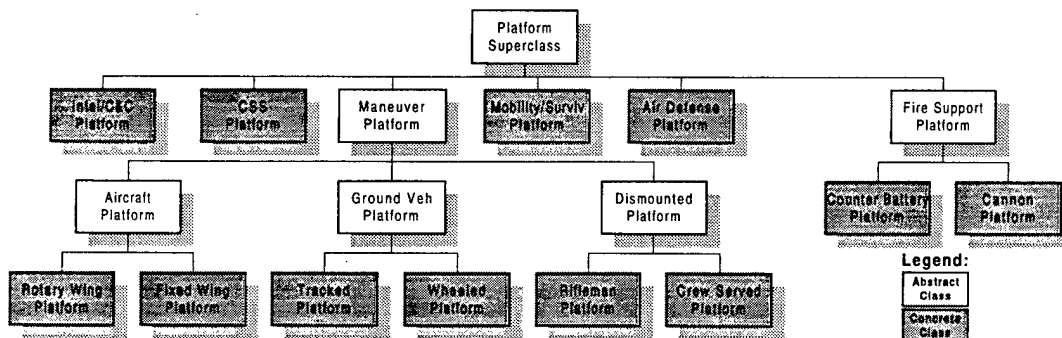 Platform
Superclass
Intel/C&C
Platform
CSS
Platform
Maneuver
Platform
Mobility/Surviv
Platform
Air Defense
Platform
Fire Support
Platform
Aircraft
Platform
Ground Veh
Platform
Dismounted
Platform
Counter Battery
Platform
Cannon
Platform
Rotary Wing
Platform
Fixed Wing
Platform
Tracked
Platform
Wheeled
Platform
Rifleman
Platform
Crew Served
Platform
Legend:
Abstract
Class
Concrete
Class